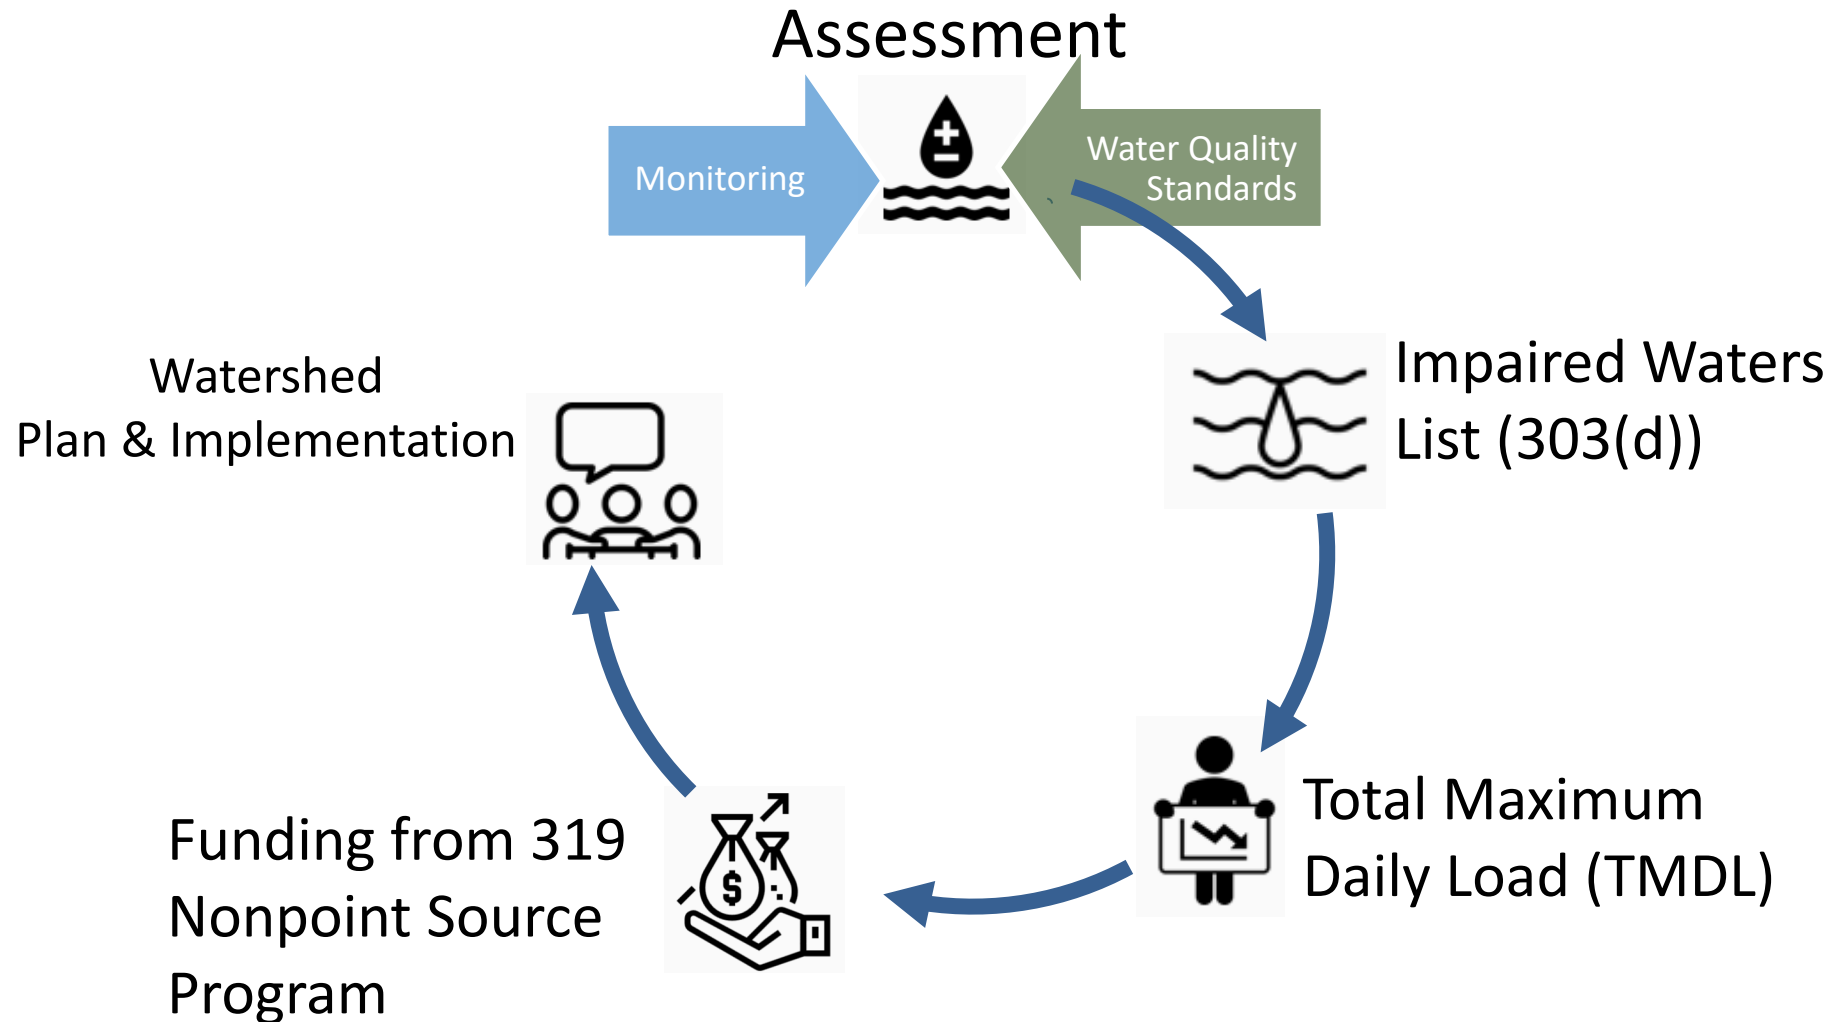 Assessment
Monitoring
Water Quality
Standards
Impaired Waters
List (303(d))
Total Maximum
Daily Load (TMDL)
Funding from 319
Nonpoint Source
Program
Watershed
Plan & Implementation